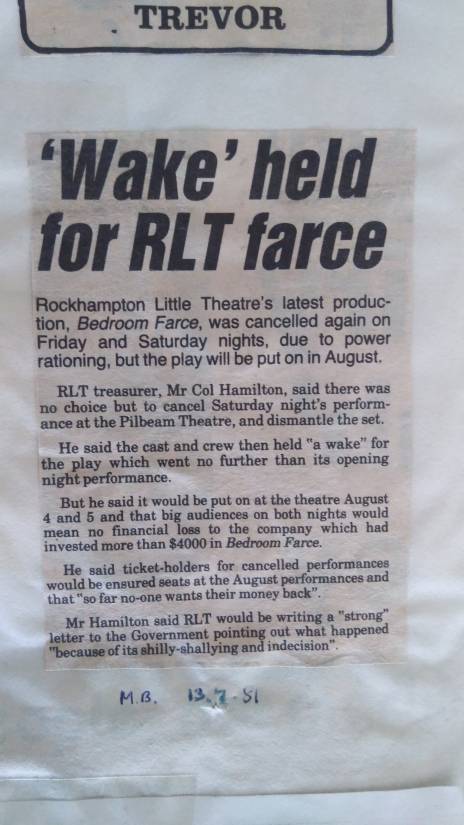 TREVOR
'Wake' held
for RLT farce
Rockhampton Little Theatre's latest produc-
tion, Bedroom Farce, was cancelled again on
Friday and Saturday nights, due to power
rationing, but the play will be put on in August.
RLT treasurer, Mr Col Hamilton, said there was
no choice but to cancel Saturday night's perform-
ance at the Pilbeam Theatre, and dismantle the set.
He said the cast and crew then held "a wake" for
the play which went no further than its opening
night performance.
But he said it would be put on at the theatre August
4 and 5 and that big audiences on both nights would
mean no financial loss to the company which had
invested more than $4000 in Bedroom Farce.
He said ticket-holders for cancelled performances
would be ensured seats at the August performances and
that "so far no-one wants their money back".
Mr Hamilton said RLT would be writing a "strong"
letter to the Government pointing out what happened
"because of its shilly-shallying and indecision".
M.B. 13.7.81